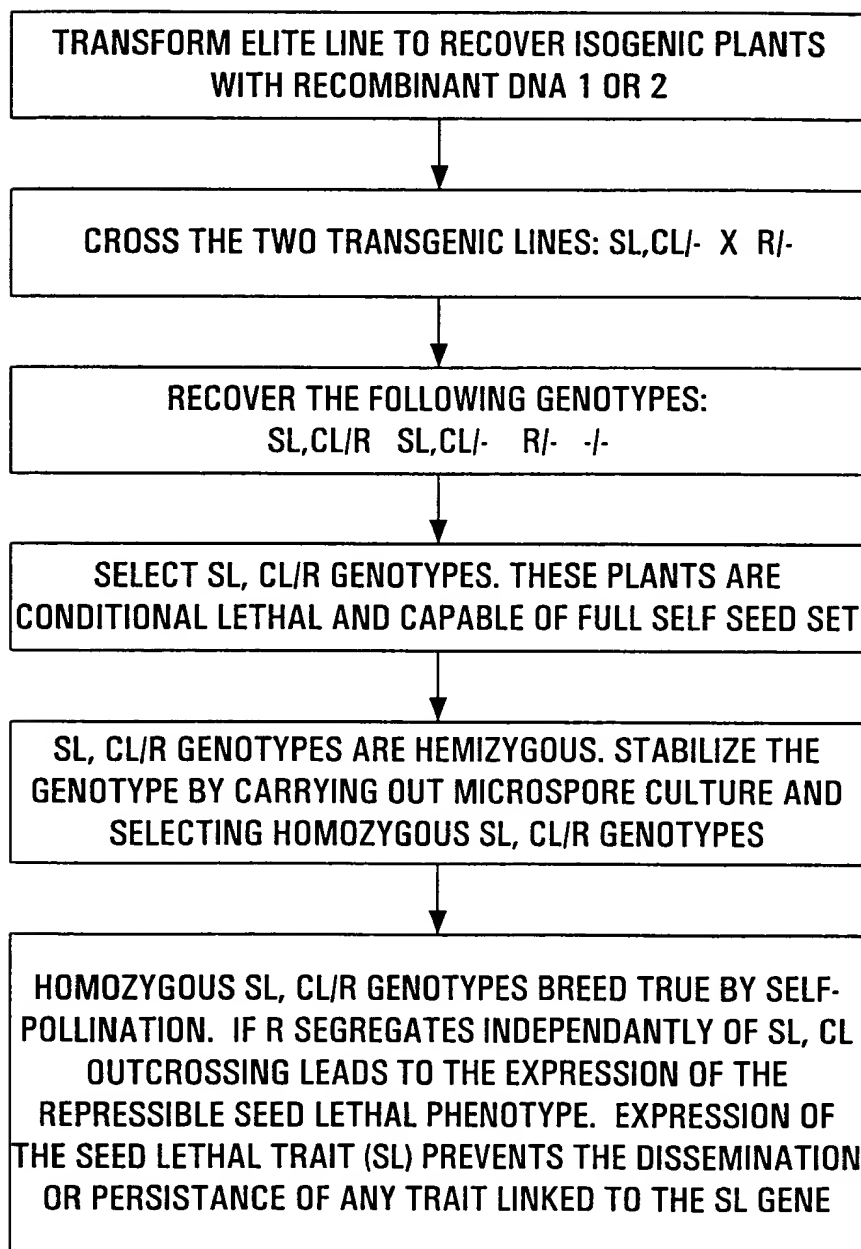 TRANSFORM ELITE LINE TO RECOVER ISOGENIC PLANTS
WITH RECOMBINANT DNA 1 OR 2
CROSS THE TWO TRANSGENIC LINES: SL,CL/- X R/-
RECOVER THE FOLLOWING GENOTYPES:
SL,CL/R SL,CL/- R/- -/-
SELECT SL, CL/R GENOTYPES. THESE PLANTS ARE
CONDITIONAL LETHAL AND CAPABLE OF FULL SELF SEED SET
SL, CL/R GENOTYPES ARE HEMIZYGOUS. STABILIZE THE
GENOTYPE BY CARRYING OUT MICROSPORE CULTURE AND
SELECTING HOMOZYGOUS SL, CL/R GENOTYPES
HOMOZYGOUS SL, CL/R GENOTYPES BREED TRUE BY SELF-
POLLINATION. IF R SEGREGATES INDEPENDANTLY OF SL, CL
OUTCROSSING LEADS TO THE EXPRESSION OF THE
REPRESSIBLE SEED LETHAL PHENOTYPE. EXPRESSION OF
THE SEED LETHAL TRAIT (SL) PREVENTS THE DISSEMINATION
OR PERSISTANCE OF ANY TRAIT LINKED TO THE SL GENE